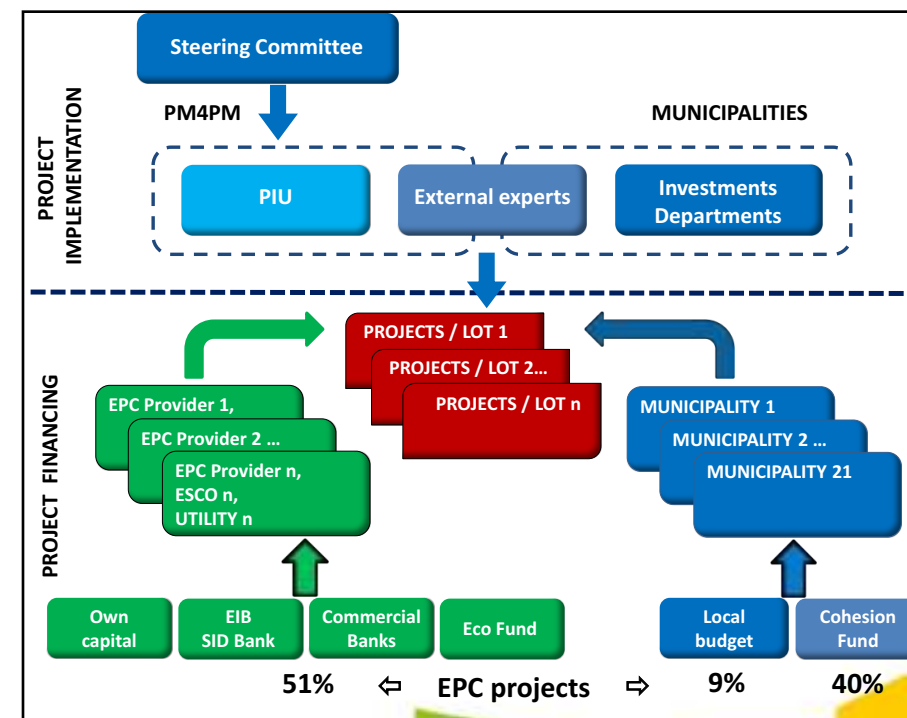 Steering Committee
PROJECT
IMPLEMENTATION
PM4PM
MUNICIPALITIES
PIU
External experts
Investments
Departments
PROJECT FINANCING
PROJECTS / LOT 1
PROJECTS / LOT 2...
PROJECTS / LOT n
EPC Provider 1,
EPC Provider 2 ...
EPC Provider n,
ESCO n,
UTILITY n
MUNICIPALITY 1
MUNICIPALITY 2 ...
MUNICIPALITY 21
Own
capital
EIB
SID Bank
Commercial
Banks
Eco Fund
Local
budget
Cohesion
Fund
51% ⇦ EPC projects ⇨ 9% 40%